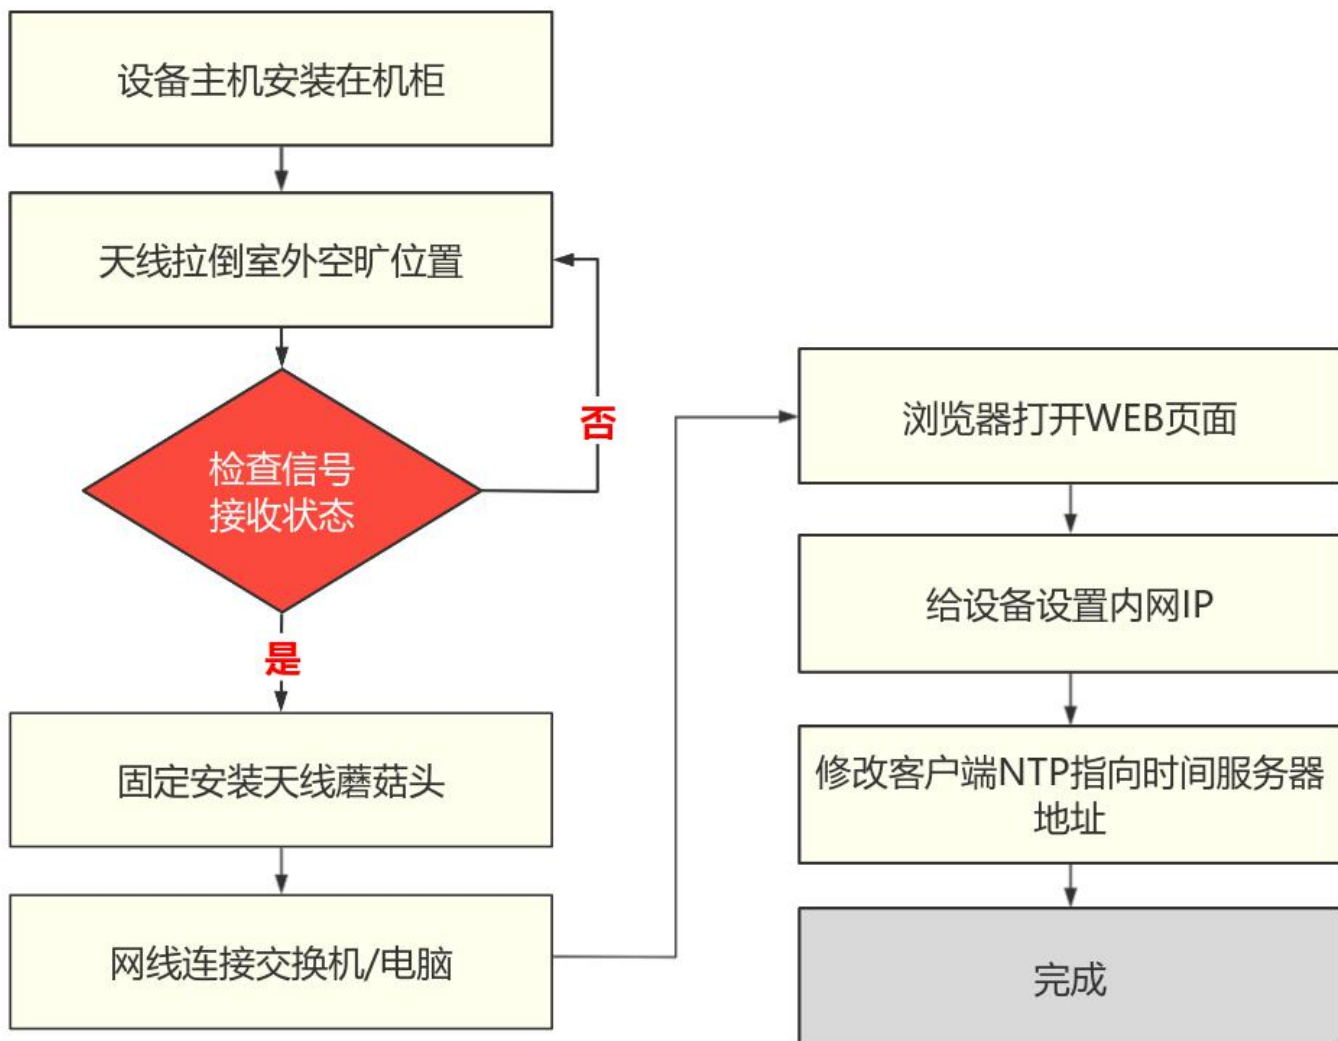 设备主机安装在机柜
天线拉倒室外空旷位置
检查信号
接收状态
否
是
固定安装天线蘑菇头
网线连接交换机/电脑
浏览器打开WEB页面
给设备设置内网IP
修改客户端NTP指向时间服务器
地址
完成